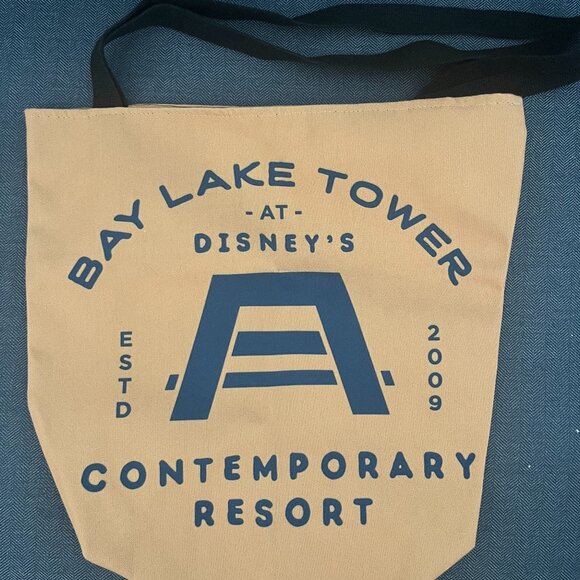 BAY LAKE TOWER
-AT-
DISNEY'S
ESTD
2009
CONTEMPORARY
RESORT